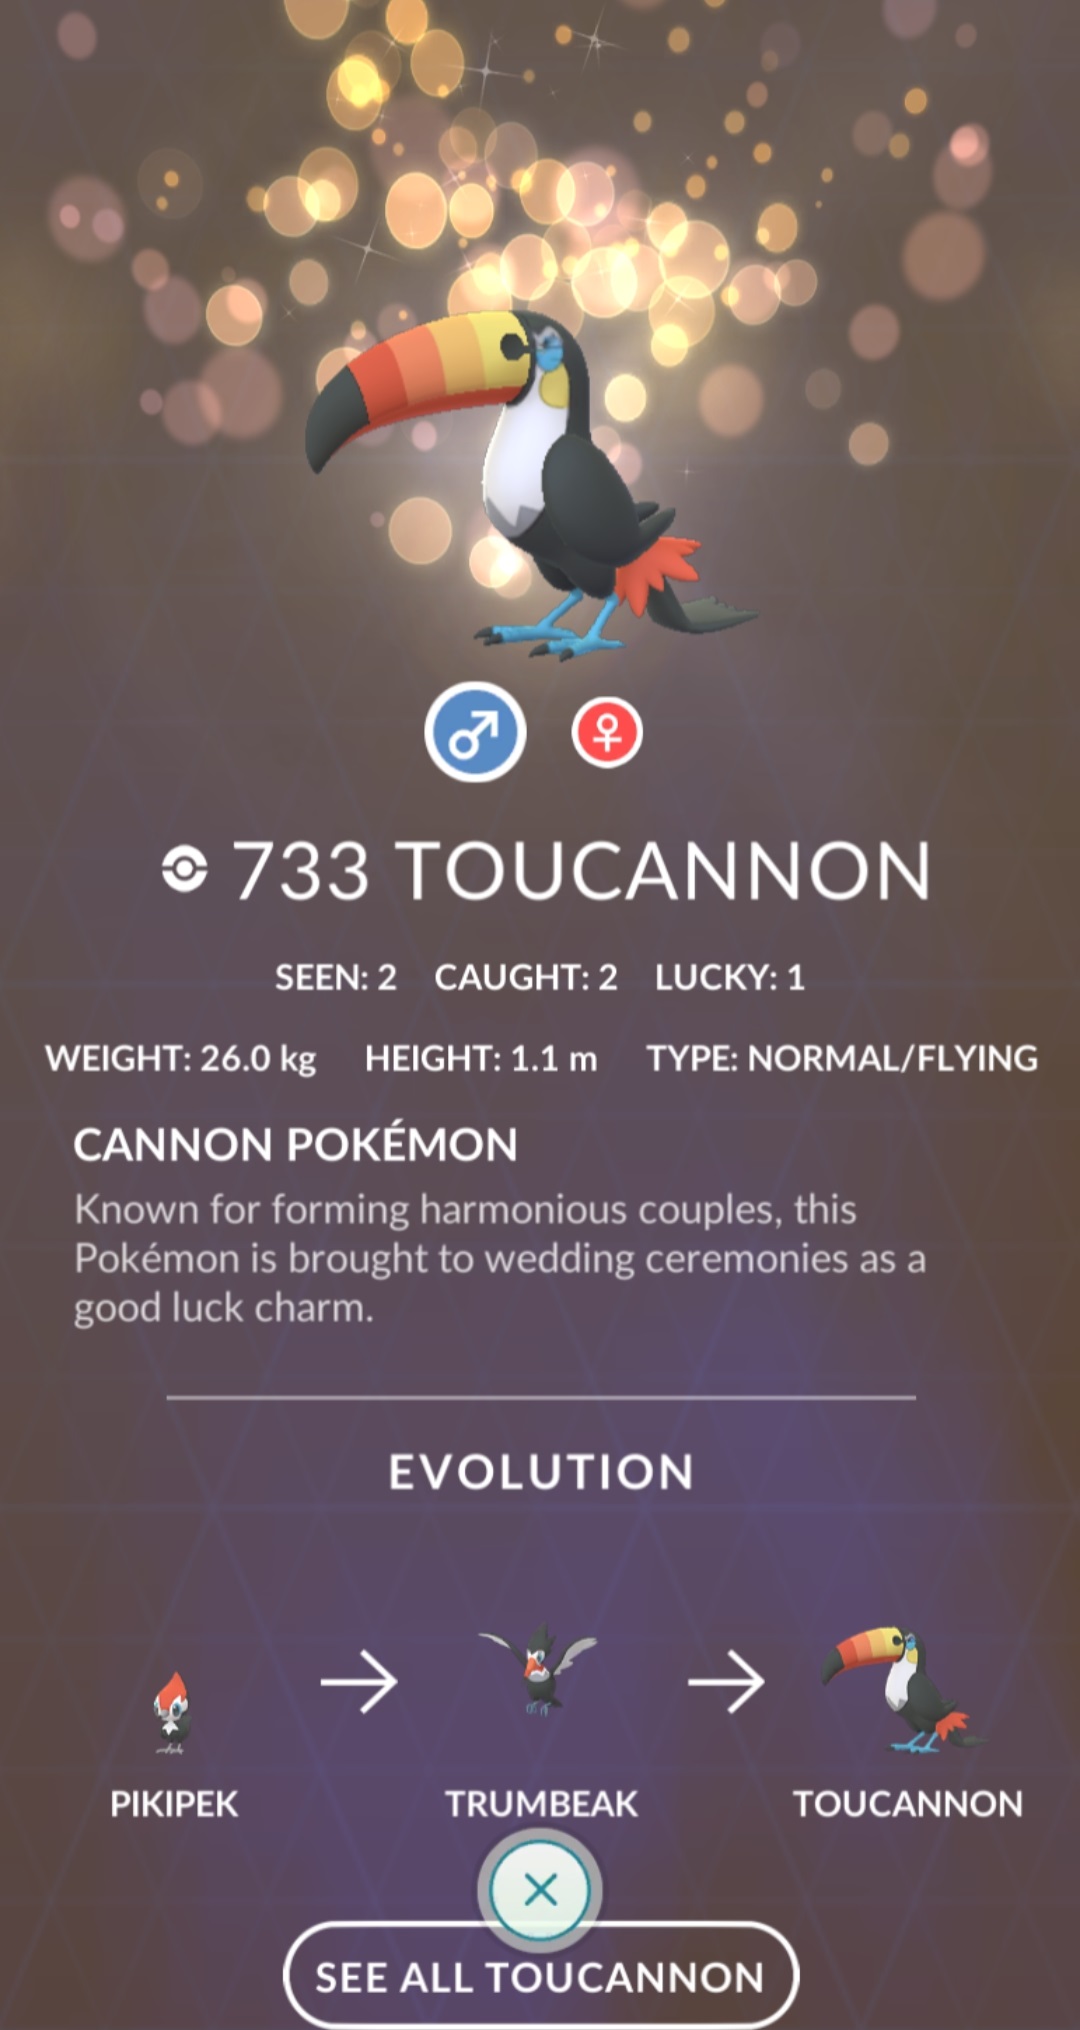 733 TOUCANNON
SEEN: 2 CAUGHT: 2 LUCKY: 1
WEIGHT: 26.0 kg HEIGHT: 1.1 m TYPE: NORMAL/FLYING
CANNON POKÉMON
Known for forming harmonious couples, this
Pokémon is brought to wedding ceremonies as a
good luck charm.
EVOLUTION
PIKIPEK TRUMBEAK TOUCANNON
SEE ALL TOUCANNON